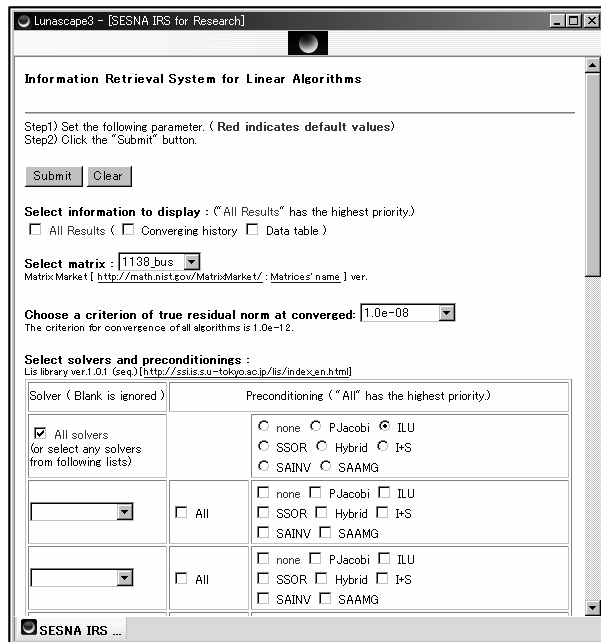 Lunascape3 - [SESNA IRS for Research]
Information Retrieval System for Linear Algorithms
Step1) Set the following parameter. ( Red indicates default values)
Step2) Click the "Submit" button.
Submit Clear
Select information to display : ("All Results" has the highest priority.)
All Results ( Converging history Data table )
Select matrix : 1138_bus
Matrix Market [ http://math.nist.gov/MatrixMarket/ : Matrices' name ] ver.
Choose a criterion of true residual norm at converged: 1.0e-08
The criterion for convergence of all algorithms is 1.0e-12.
Select solvers and preconditionings :
Lis library ver.1.0.1 (seq.) [http://ssi.is.s.u-tokyo.ac.jp/lis/index_en.html]
Solver ( Blank is ignored ) Preconditioning ( "All" has the highest priority.)
All solvers
(or select any solvers
from following lists)
none PJacobi ILU
SSOR Hybrid I+S
SAINV SAAMG
All
none PJacobi ILU
SSOR Hybrid I+S
SAINV SAAMG
All
none PJacobi ILU
SSOR Hybrid I+S
SAINV SAAMG
SESNA IRS ...